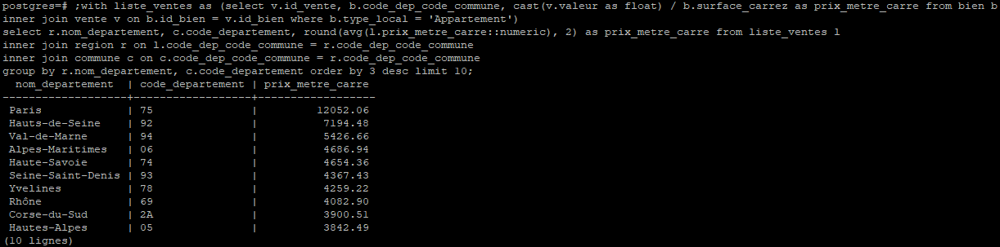 postgres=# ;with liste_ventes as (select v.id_vente, b.code_dep_code_commune, cast(v.valeur as float) / b.surface_carrez as prix_metre_carre from bien b
inner join vente v on b.id_bien = v.id_bien where b.type_local = 'Appartement')
select r.nom_departement, c.code_departement, round(avg(l.prix_metre_carre::numeric), 2) as prix_metre_carre from liste_ventes l
inner join region r on l.code_dep_code_commune = r.code_dep_code_commune
inner join commune c on c.code_dep_code_commune = r.code_dep_code_commune
group by r.nom_departement, c.code_departement order by 3 desc limit 10;
  nom_departement  | code_departement | prix_metre_carre
-------------------+------------------+------------------
 Paris             | 75               |         12052.06
 Hauts-de-Seine    | 92               |          7194.48
 Val-de-Marne      | 94               |          5426.66
 Alpes-Maritimes   | 06               |          4686.94
 Haute-Savoie      | 74               |          4654.36
 Seine-Saint-Denis | 93               |          4367.43
 Yvelines          | 78               |          4259.22
 Rhône             | 69               |          4082.90
 Corse-du-Sud      | 2A               |          3900.51
 Hautes-Alpes      | 05               |          3842.49
(10 lignes)